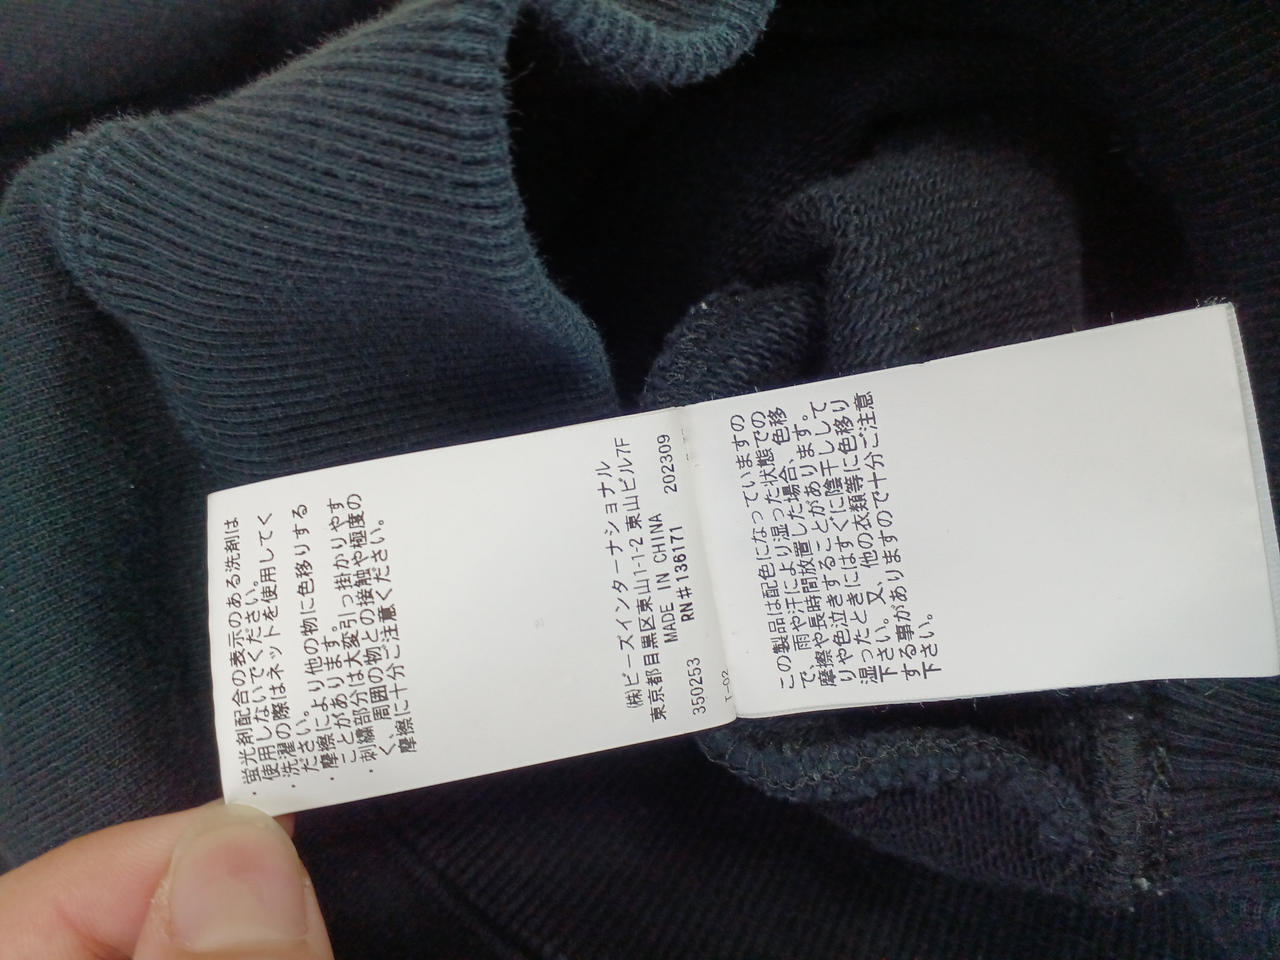 ・蛍光剤配合の表示のある洗剤は
使用しないでください。
・洗濯の際はネットを使用してく
ださい。
・摩擦により他の物に色移りする
ことがあります。
・刺繍部分は大変引っ掛かりやす
く、周囲の物との接触や極度の
摩擦に十分ご注意ください。
㈱ビーズインターナショナル
東京都目黒区東山1-1-2 東山ビル7F
MADE IN CHINA
RN#136171
350253 202309
T-02
この製品は配色になっていますの
で、雨や汗により湿った状態での
摩擦や長時間放置した場合、色移
りや色泣きすることがあります。
湿ったときにはすぐに陰干しして
下さい。又、他の衣類等に色移り
する事がありますので十分ご注意
下さい。